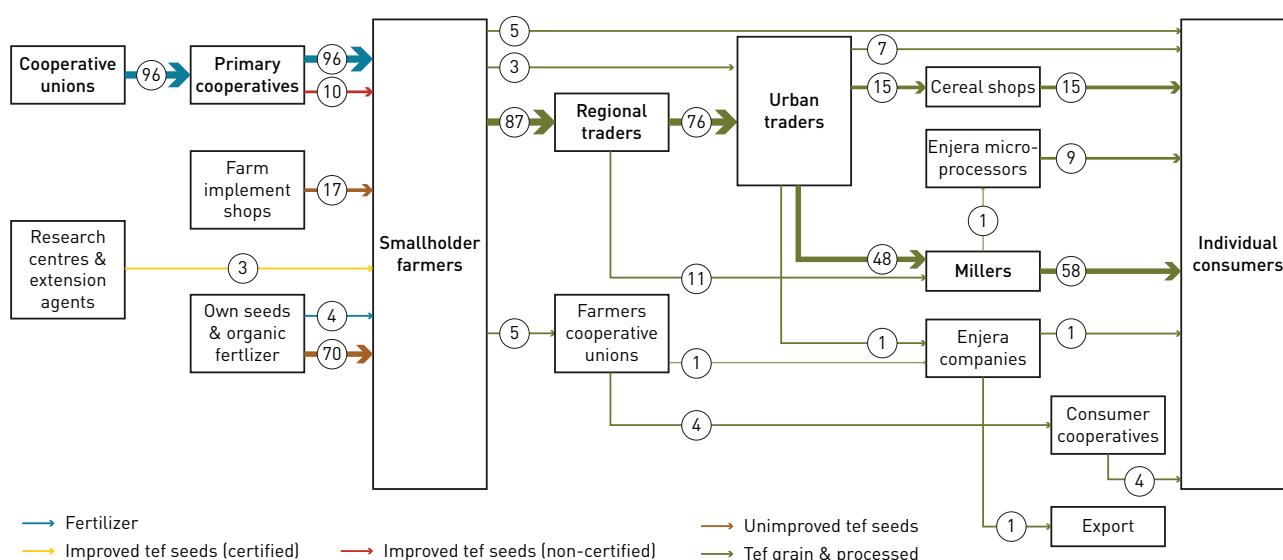 5
7
Cooperative
unions
96
Primary
cooperatives
96
10
3
Urban
traders
15
Cereal shops
15
87
Regional
traders
76
Enjera micro-
processors
9
Farm
implement
shops
17
1
Research
centres &
extension
agents
3
Smallholder
farmers
Individual
consumers
48
Millers
58
11
Own seeds
& organic
fertlizer
4
70
5
Farmers
cooperative
unions
1
1
Enjera
companies
1
4
Consumer
cooperatives
4
1
Export
Fertilizer
Improved tef seeds (certified)
Improved tef seeds (non-certified)
Unimproved tef seeds
Tef grain & processed